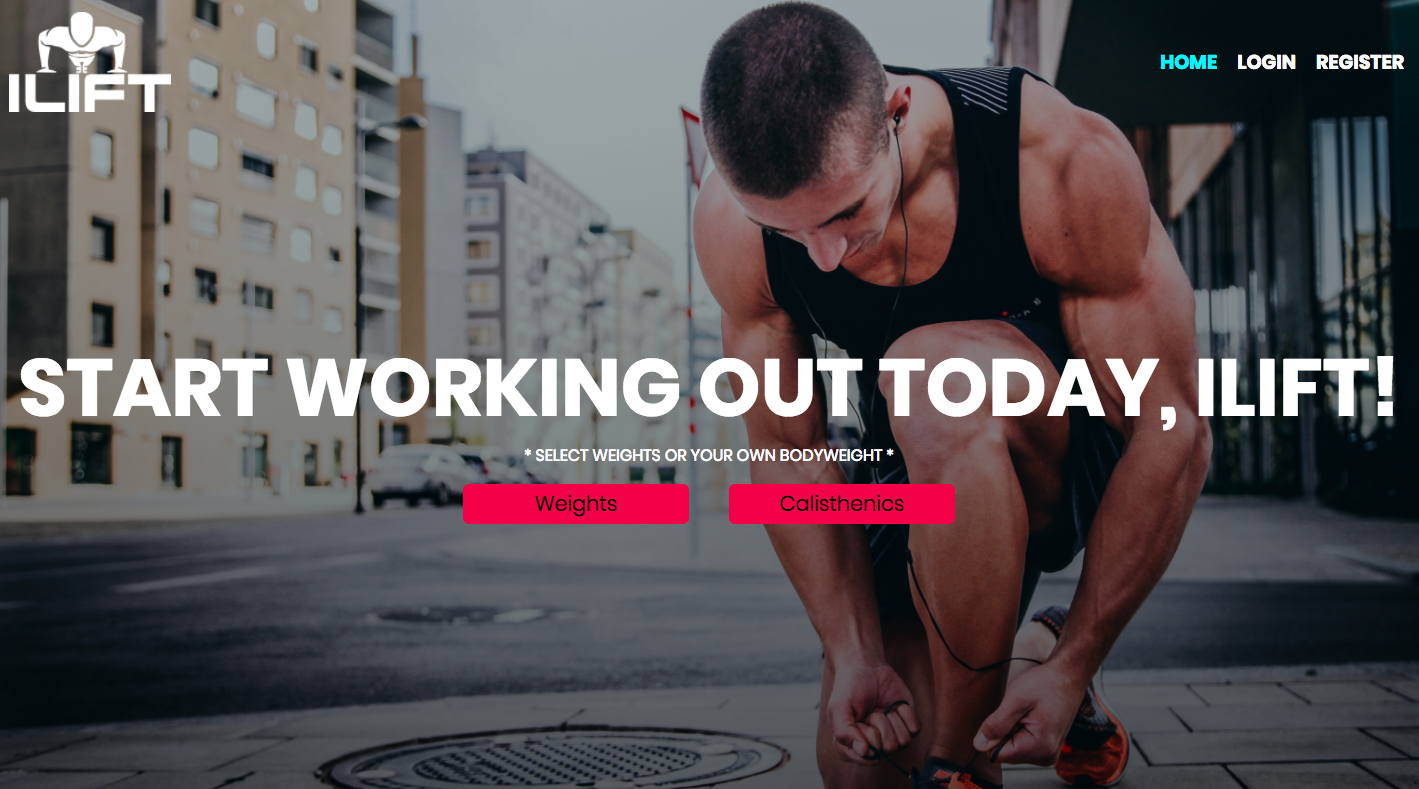 ILIFT
HOME LOGIN REGISTER
START WORKING OUT TODAY, ILIFT!
* SELECT WEIGHTS OR YOUR OWN BODYWEIGHT *
Weights Calisthenics